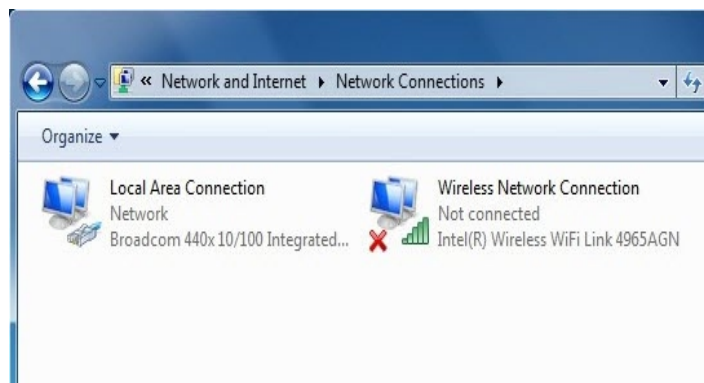 « Network and Internet ▸ Network Connections ▸
Organize ▾
Local Area Connection
Network
Broadcom 440x 10/100 Integrated...
Wireless Network Connection
Not connected
Intel(R) Wireless WiFi Link 4965AGN